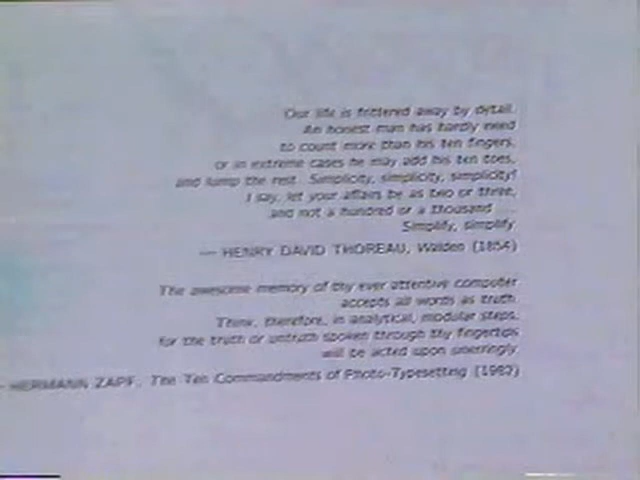 Our life is frittered away by detail.
An honest man has hardly need
to count more than his ten fingers,
or in extreme cases he may add his ten toes,
and lump the rest. Simplicity, simplicity, simplicity!
I say, let your affairs be as two or three,
and not a hundred or a thousand
Simplify, simplify.
— HENRY DAVID THOREAU, Walden (1854)
The awesome memory of thy ever attentive computer
accepts all words as truth.
Think, therefore, in analytical, modular steps,
for the truth or untruth spoken through thy fingertips
will be acted upon unerringly.
— HERMANN ZAPF, The Ten Commandments of Photo-Typesetting (1982)